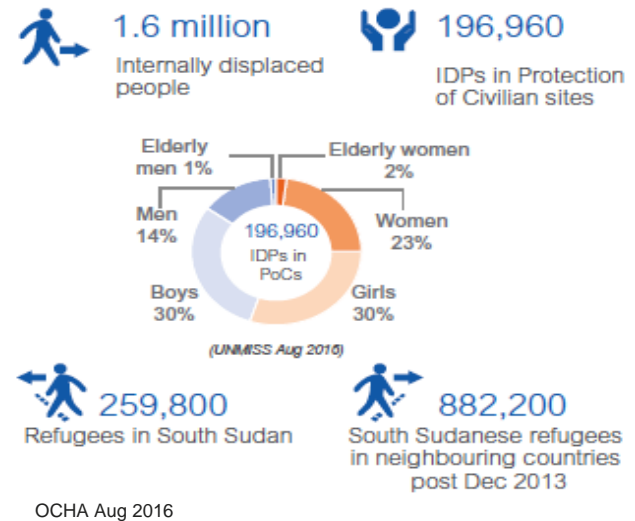 1.6 million
Internally displaced
people
196,960
IDPs in Protection
of Civilian sites
Elderly
men 1%
Elderly women
2%
Men
14%
Women
23%
196,960
IDPs in
PoCs
Boys
30%
Girls
30%
(UNMISS Aug 2016)
259,800
Refugees in South Sudan
882,200
South Sudanese refugees
in neighbouring countries
post Dec 2013
OCHA Aug 2016